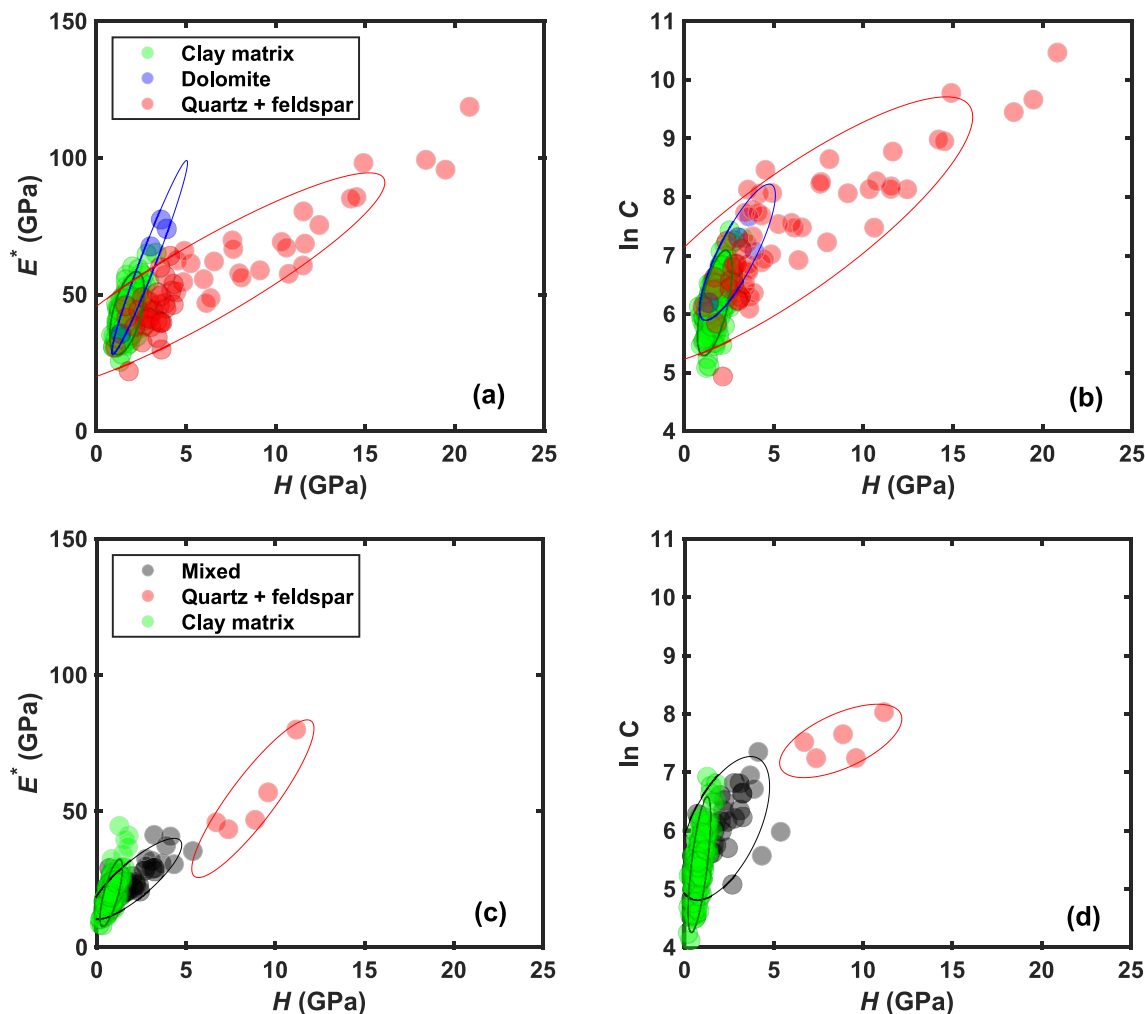 150
100
50
0
E* (GPa)
Clay matrix
Dolomite
Quartz + feldspar
(a)
0 5 10 15 20 25
H (GPa)
11
10
9
8
7
6
5
4
ln C
(b)
0 5 10 15 20 25
H (GPa)
150
100
50
0
E* (GPa)
Mixed
Quartz + feldspar
Clay matrix
(c)
0 5 10 15 20 25
H (GPa)
11
10
9
8
7
6
5
4
ln C
(d)
0 5 10 15 20 25
H (GPa)